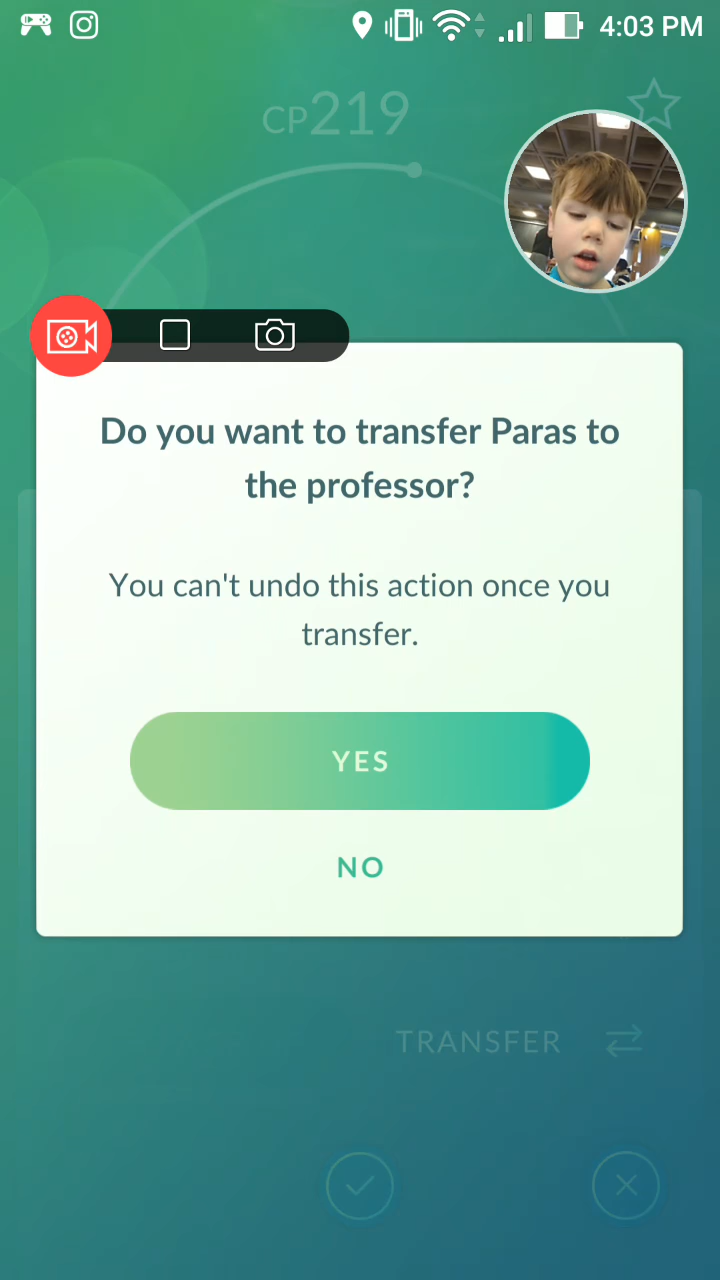 4:03 PM
CP219
Do you want to transfer Paras to
the professor?
You can't undo this action once you
transfer.
YES
NO
TRANSFER